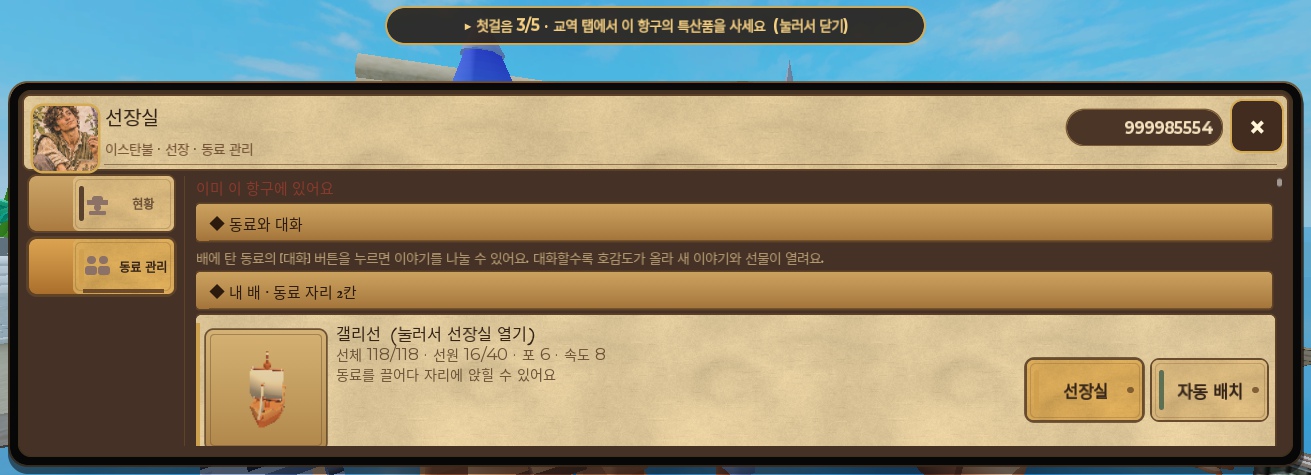 ▸ 첫걸음 3/5 · 교역 탭에서 이 항구의 특산품을 사세요 (눌러서 닫기)
선장실
이스탄불 · 선장 · 동료 관리
999985554
×
현황
동료 관리
이미 이 항구에 있어요
◆ 동료와 대화
배에 탄 동료의 [대화] 버튼을 누르면 이야기를 나눌 수 있어요. 대화할수록 호감도가 올라 새 이야기와 선물이 열려요.
◆ 내 배 · 동료 자리 2칸
갤리선 (눌러서 선장실 열기)
선체 118/118 · 선원 16/40 · 포 6 · 속도 8
동료를 끌어다 자리에 앉힐 수 있어요
선장실
자동 배치